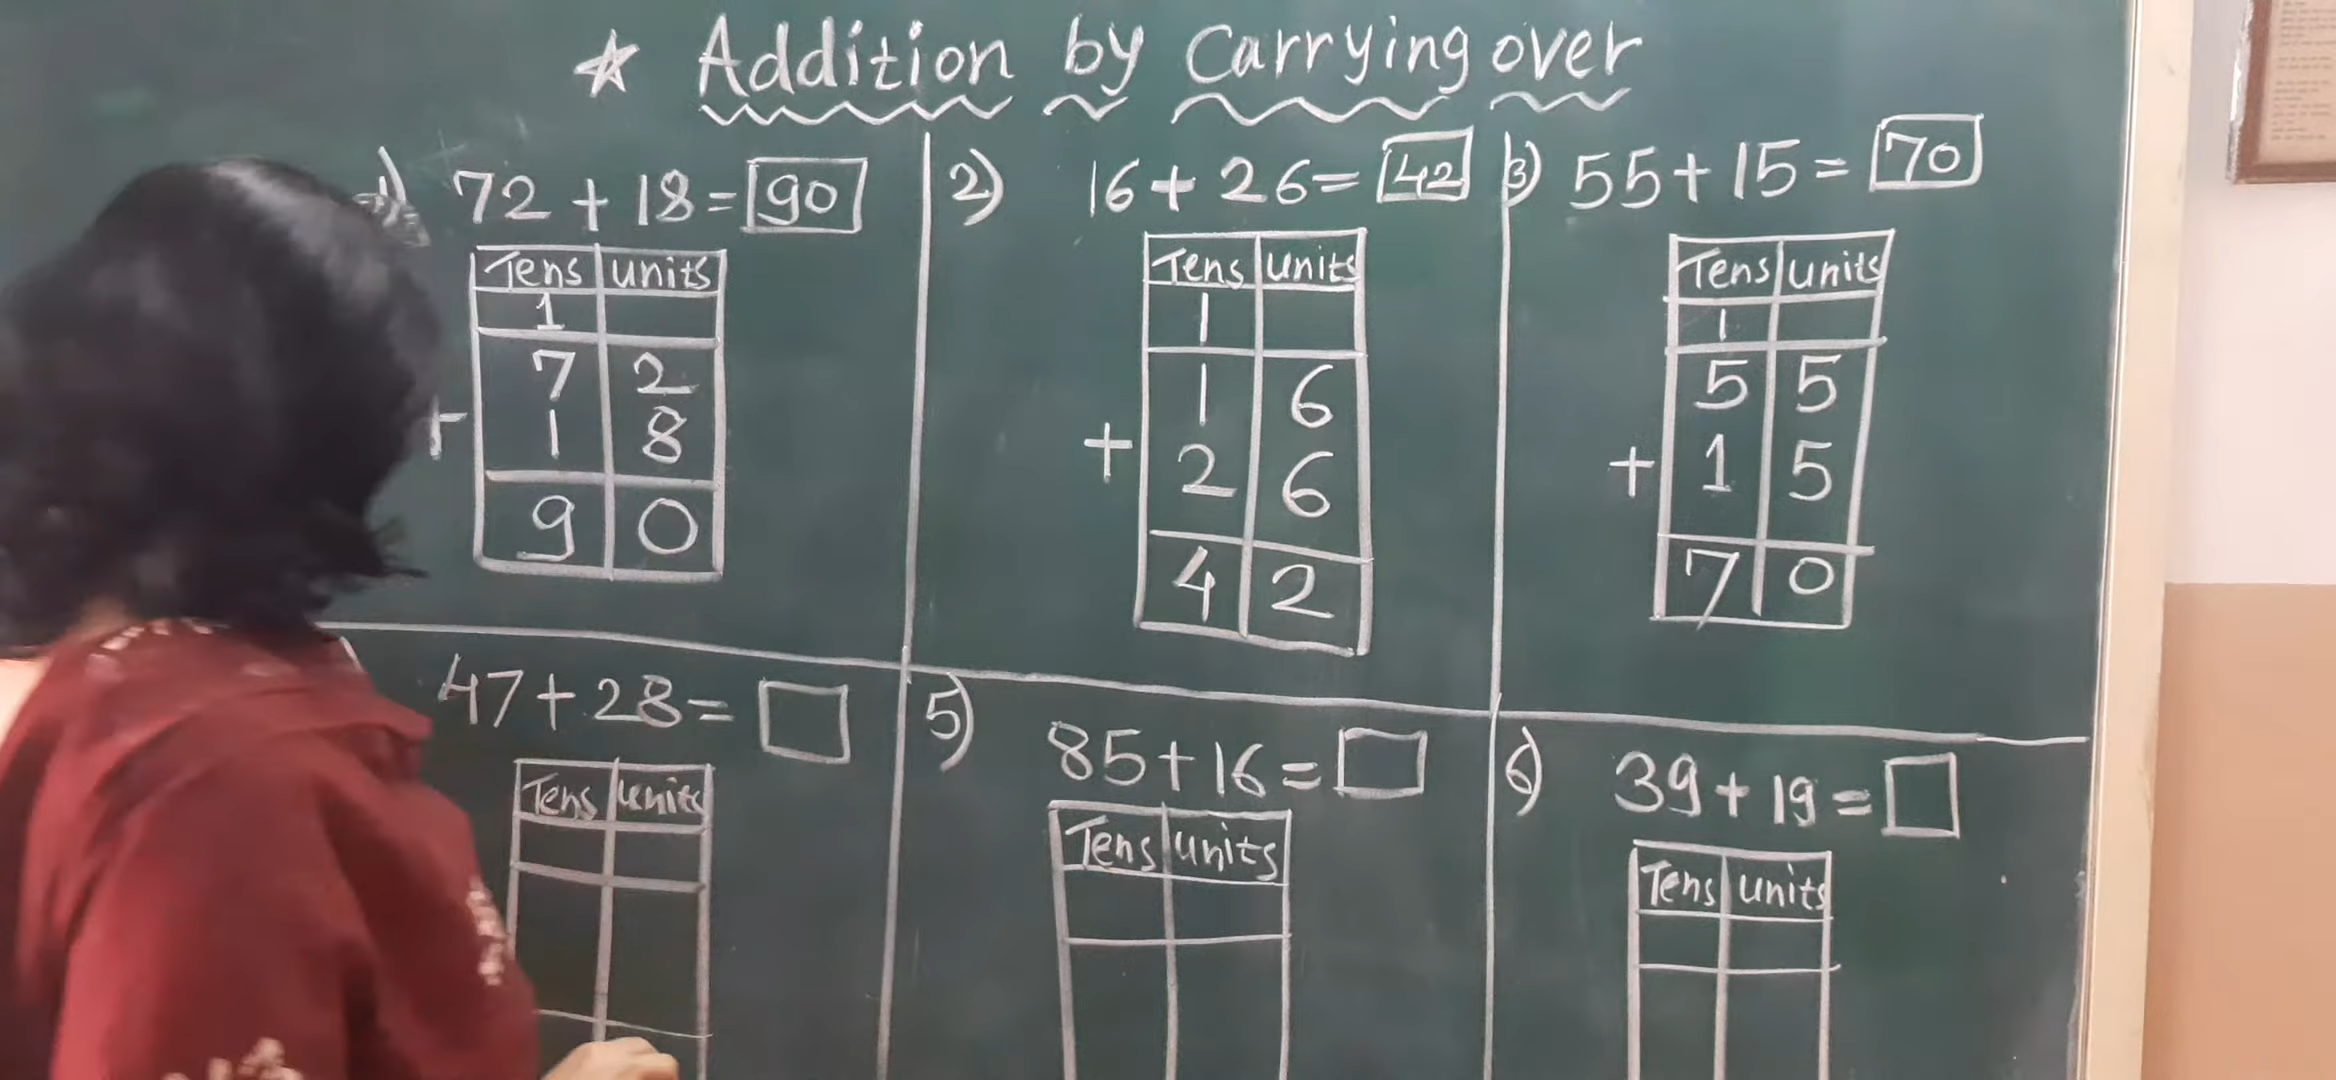 * Addition by Carrying over
1) 72 + 18 = 90
Tens units
1
7 2
+ 1 8
9 0
2) 16 + 26 = 42
Tens units
1
1 6
+ 2 6
4 2
3) 55 + 15 = 70
Tens units
1
5 5
+ 1 5
7 0
47 + 28 =
Tens units
5) 85 + 16 =
Tens units
6) 39 + 19 =
Tens units